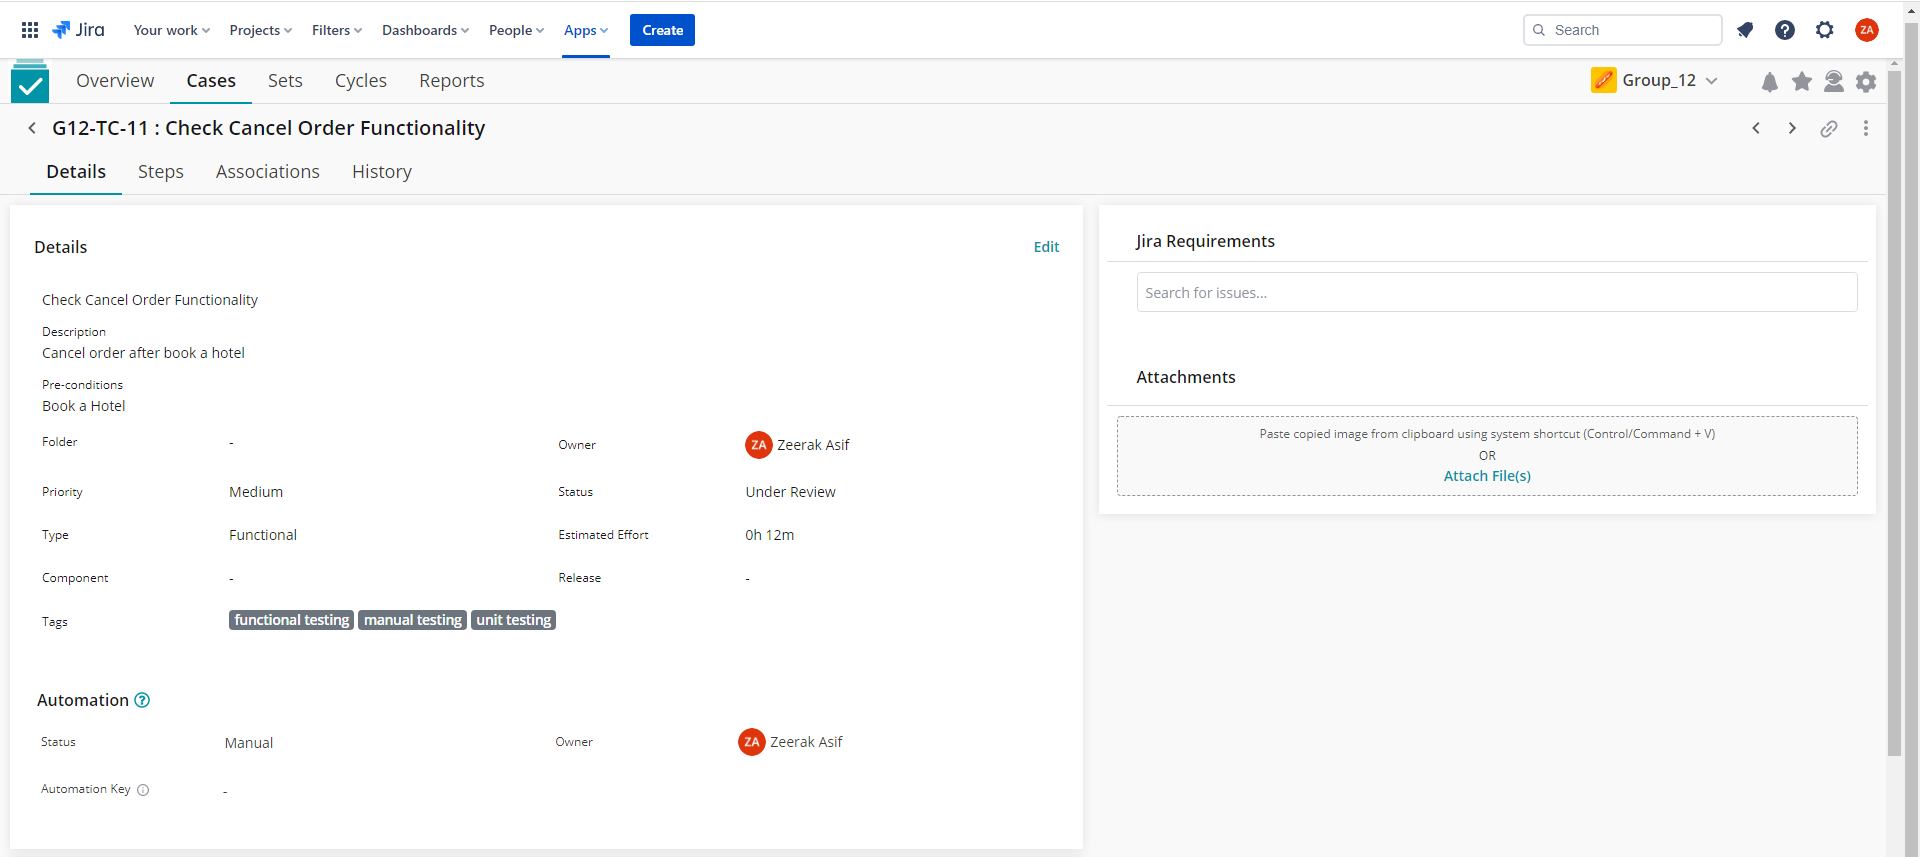 Jira Your work Projects Filters Dashboards People Apps Create Search ZA
Overview Cases Sets Cycles Reports Group_12
G12-TC-11 : Check Cancel Order Functionality
Details Steps Associations History
Details Edit
Check Cancel Order Functionality
Description
Cancel order after book a hotel
Pre-conditions
Book a Hotel
Folder - Owner ZA Zeerak Asif
Priority Medium Status Under Review
Type Functional Estimated Effort 0h 12m
Component - Release -
Tags functional testing manual testing unit testing
Automation ?
Status Manual Owner ZA Zeerak Asif
Automation Key -
Jira Requirements
Search for issues...
Attachments
Paste copied image from clipboard using system shortcut (Control/Command + V)
OR
Attach File(s)